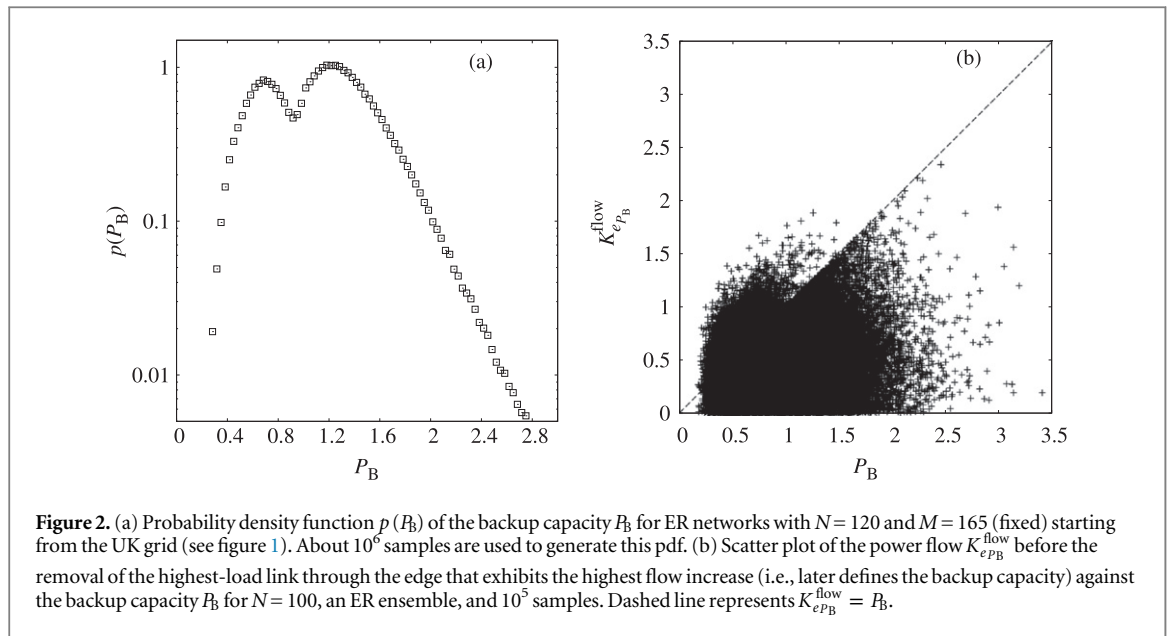 (a)
1
0.1
0.01
p(P_B)
0
0.4
0.8
1.2
1.6
2
2.4
2.8
P_B
(b)
3.5
3
2.5
2
1.5
1
0.5
0
K^flow_{e_{P_B}}
0
0.5
1
1.5
2
2.5
3
3.5
P_B
Figure 2. (a) Probability density function p (P_B) of the backup capacity P_B for ER networks with N = 120 and M = 165 (fixed) starting
from the UK grid (see figure 1). About 10^6 samples are used to generate this pdf. (b) Scatter plot of the power flow K^flow_{e_{P_B}} before the
removal of the highest-load link through the edge that exhibits the highest flow increase (i.e., later defines the backup capacity) against
the backup capacity P_B for N = 100, an ER ensemble, and 10^5 samples. Dashed line represents K^flow_{e_{P_B}} = P_B.